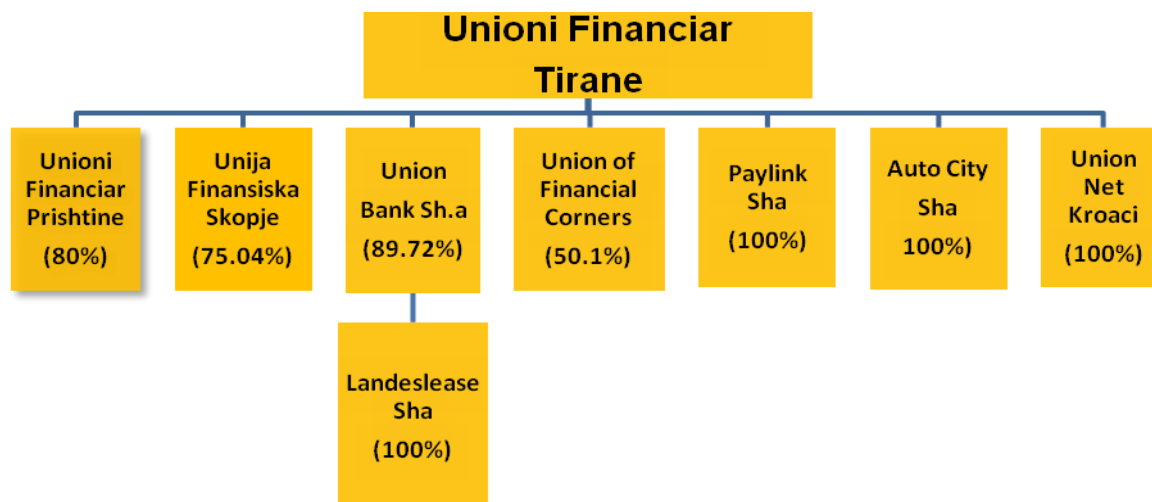 Unioni Financiar
Tirane
Unioni
Financiar
Prishtine
(80%)
Unija
Finansiska
Skopje
(75.04%)
Union
Bank Sh.a
(89.72%)
Union of
Financial
Corners
(50.1%)
Paylink
Sha
(100%)
Auto City
Sha
100%)
Union
Net
Kroaci
(100%)
Landeslease
Sha
(100%)